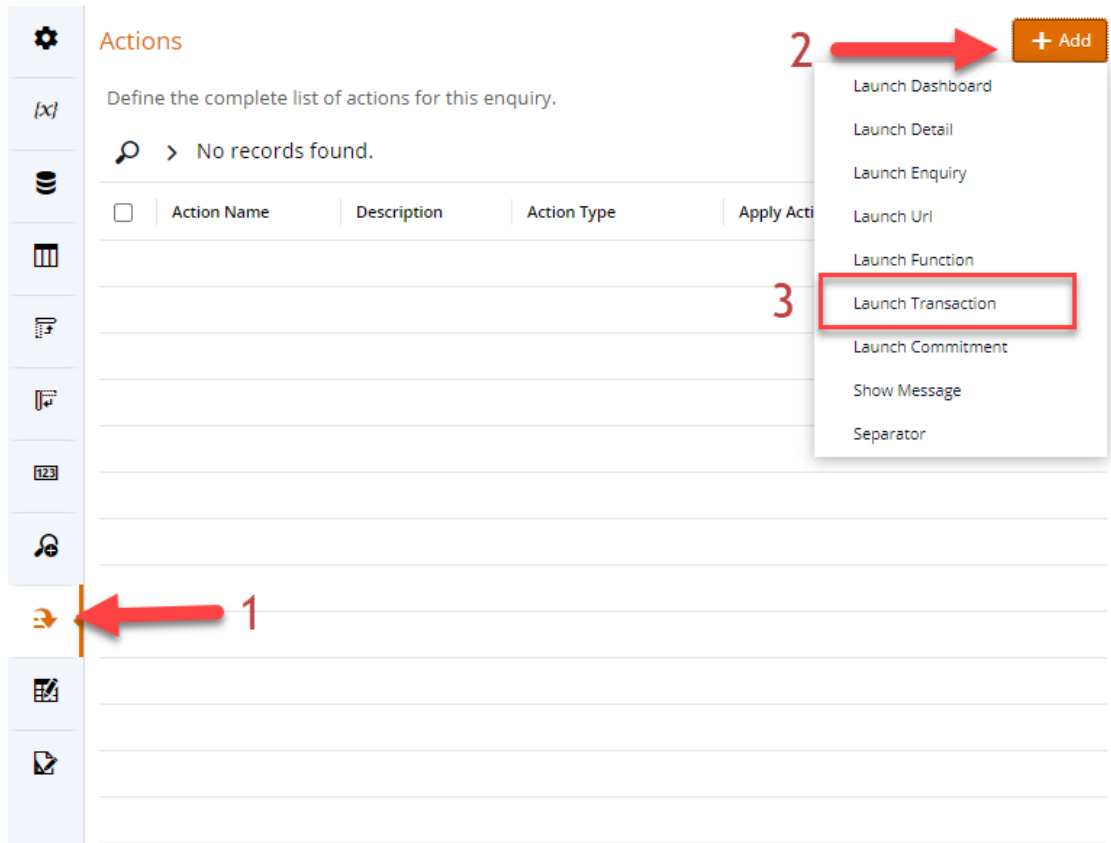 Actions
2
+ Add
Define the complete list of actions for this enquiry.
{x}
No records found.
Action Name Description Action Type Apply Acti
Launch Dashboard
Launch Detail
Launch Enquiry
Launch Url
Launch Function
3
Launch Transaction
Launch Commitment
Show Message
Separator
123
1